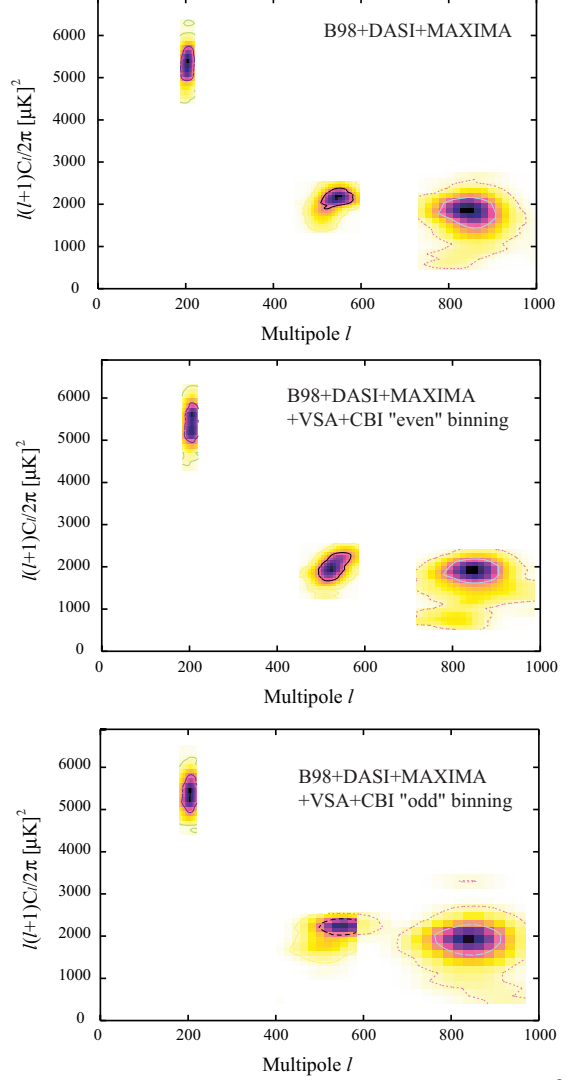 B98+DASI+MAXIMA
l(l+1)Cl/2π [μK]²
6000
5000
4000
3000
2000
1000
0
0 200 400 600 800 1000
Multipole l
B98+DASI+MAXIMA
+VSA+CBI "even" binning
l(l+1)Cl/2π [μK]²
6000
5000
4000
3000
2000
1000
0
0 200 400 600 800 1000
Multipole l
B98+DASI+MAXIMA
+VSA+CBI "odd" binning
l(l+1)Cl/2π [μK]²
6000
5000
4000
3000
2000
1000
0
0 200 400 600 800 1000
Multipole l